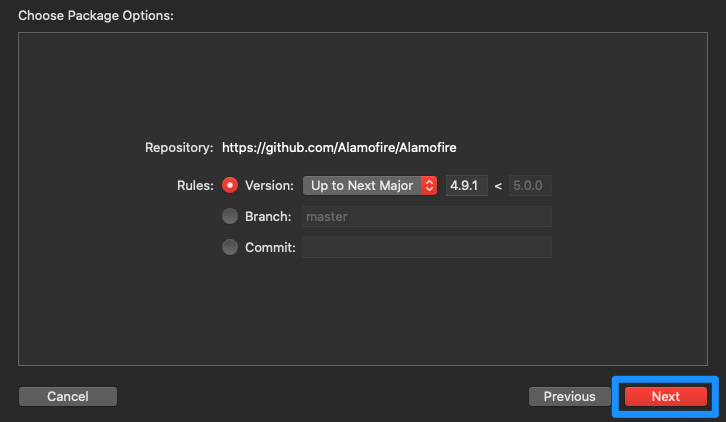 Choose Package Options:
Repository: https://github.com/Alamofire/Alamofire
Rules: Version: Up to Next Major 4.9.1 < 5.0.0
Branch: master
Commit:
Cancel Previous Next